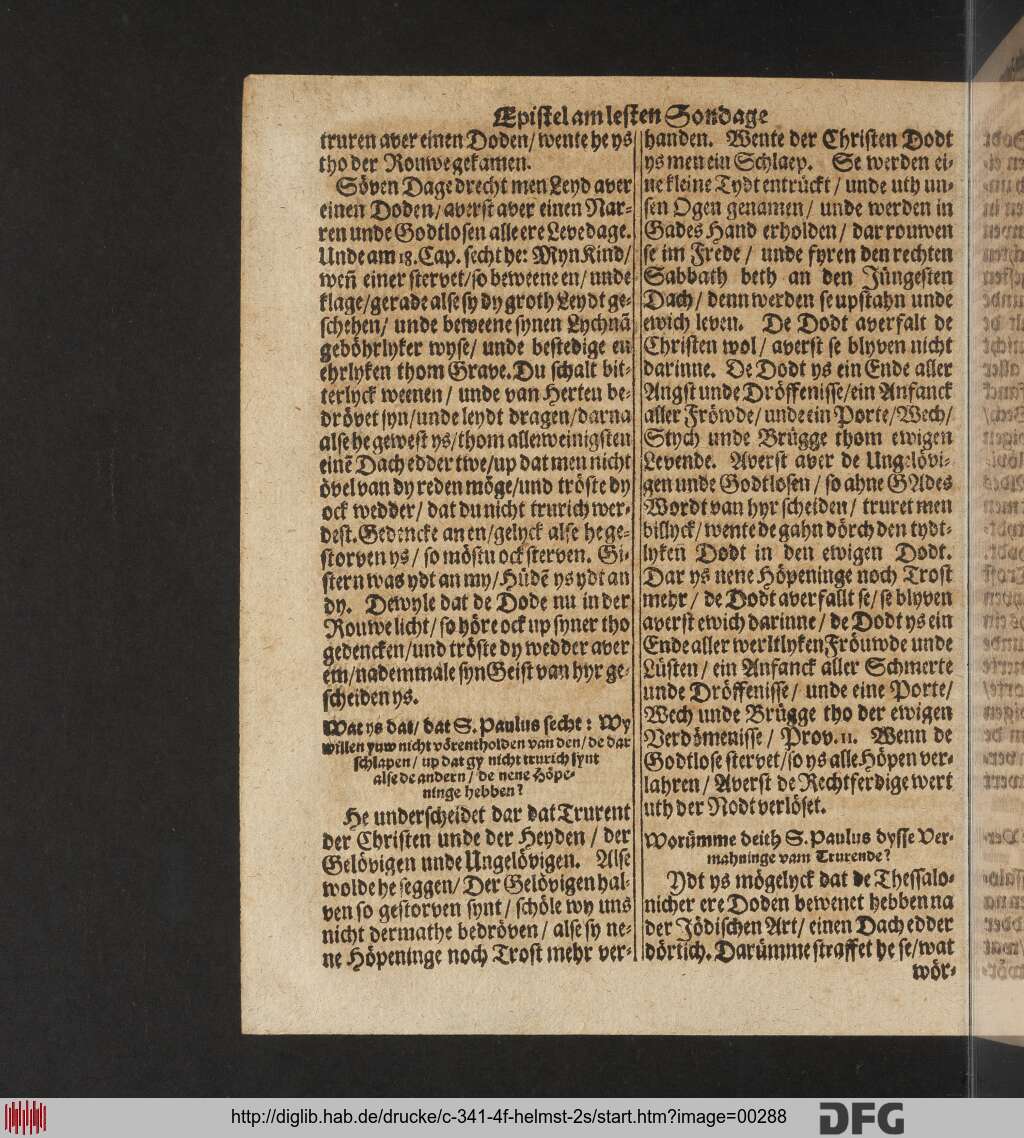 Epistel am lesten Sondage
truren aver einen Doden/ wente he ys
tho der Rouwe gekamen.
Söven Dage drecht men Leyd aver
einen Doden/ averst aver einen Nar-
ren unde Godtlosen alle ere Levedage.
Unde am 18. Cap. secht he: Myn Kind/
weñ einer stervet/ so beweene en/ unde
klage/ gerade alse sy dy groth Leydt ge-
schehen/ unde beweene synen Lychnã
geböhrlyker wyse/ unde bestedige en
ehrlyken thom Grave. Du schalt bit-
terlyck weenen/ unde van Herten be-
drövet syn/ unde leydt dragen/ darna
alse he gewest ys/ thom allerweinigsten
einẽ Dach edder twe/ up dat men nicht
övel van dy reden möge/ und tröste dy
ock wedder/ dat du nicht trurich wer-
dest. Gedencke an en/ gelyck alse he ge-
storven ys/ so möstu ock sterven. Gi-
stern was ydt an my/ Hüdẽ ys ydt an
dy. Dewyle dat de Dode nu in der
Rouwe licht/ so höre ock up syner tho
gedencken/ und tröste dy wedder aver
em/ nademmale syn Geist van hyr ge-
scheiden ys.
Wat ys dat/ dat S. Paulus secht: Wy
willen yuw nicht vörentholden van den/ de dar
schlapen/ up dat gy nicht trurich synt
alse de andern/ de nene Höpe-
ninge hebben?
He underscheidet dar dat Trurent
der Christen unde der Heyden/ der
Gelövigen unde Ungelövigen. Alse
wolde he seggen/ Der Gelövigen hal-
ven so gestorven synt/ schöle wy uns
nicht dermathe bedröven/ alse sy ne-
ne Höpeninge noch Trost mehr ver-
handen. Wente der Christen Dodt
ys men ein Schlaep. Se werden ei-
ne kleine Tydt entrückt/ unde uth un-
sen Ogen genamen/ unde werden in
Gades Hand erholden/ dar rouwen
se im Frede/ unde fyren den rechten
Sabbath beth an den Jüngesten
Dach/ denn werden se upstahn unde
ewich leven. De Dodt averfalt de
Christen wol/ averst se blyven nicht
darinne. De Dodt ys ein Ende aller
Angst unde Dröffenisse/ ein Anfanck
aller Fröwde/ unde ein Porte/ Wech/
Stych unde Brügge thom ewigen
Levende. Averst aver de Ungelövi-
gen unde Godtlosen/ so ahne GAdes
Wordt van hyr scheiden/ truret men
billyck/ wente de gahn dörch den tydt-
lyken Dodt in den ewigen Dodt.
Dar ys nene Höpeninge noch Trost
mehr/ de Dodt averfallt se/ se blyven
averst ewich darinne/ de Dodt ys ein
Ende aller werltlyken Fröuwde unde
Lüsten/ ein Anfanck aller Schmerte
unde Dröffenisse/ unde eine Porte/
Wech unde Brügge tho der ewigen
Verdömenisse/ Prov. 11. Wenn de
Godtlose stervet/ so ys alle Höpen ver-
lahren/ Averst de Rechtferdige wert
uth der Nodt verlöset.
Worümme deith S. Paulus dysse Ver-
mahninge vam Trurende?
Ydt ys mögelyck dat de Thessalo-
nicher ere Doden bewenet hebben na
der Jödischen Art/ einen Dach edder
dörtich. Darümme straffet he se/ wat
wör-
http://diglib.hab.de/drucke/c-341-4f-helmst-2s/start.htm?image=00288
DFG